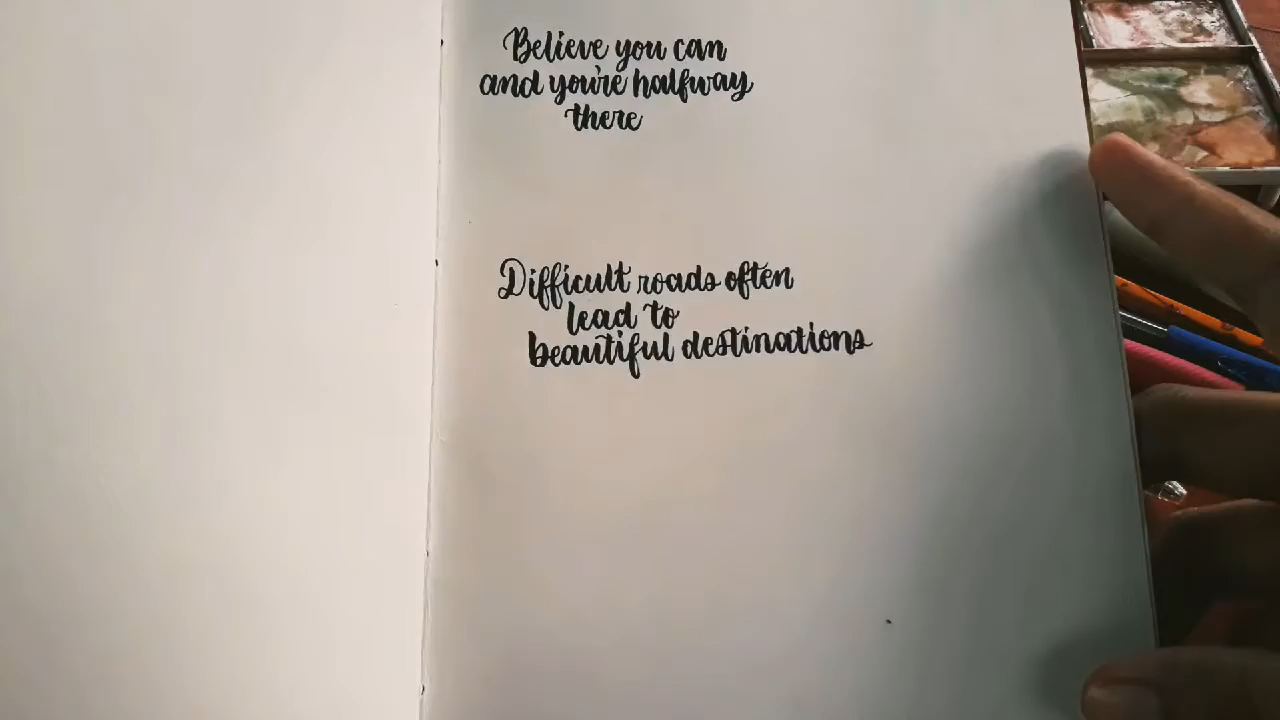 Believe you can
and you're halfway
there
Difficult roads often
lead to
beautiful destinations